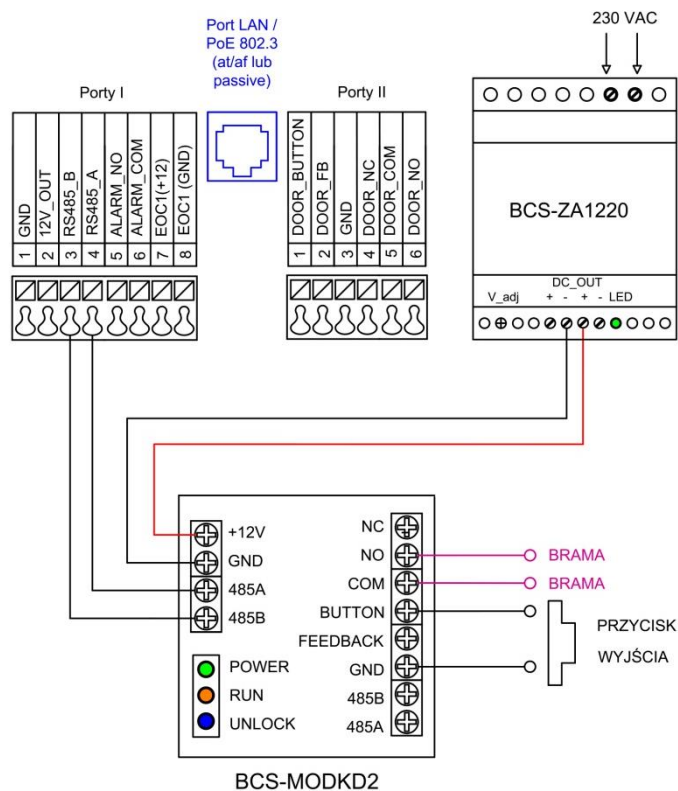 230 VAC
Port LAN /
PoE 802.3
(at/af lub
passive)
Porty I
Porty II
GND
12V_OUT
RS485_B
RS485_A
ALARM_NO
ALARM_COM
EOC1(+12)
EOC1 (GND)
1 2 3 4 5 6 7 8
DOOR_BUTTON
DOOR_FB
GND
DOOR_NC
DOOR_COM
DOOR_NO
1 2 3 4 5 6
BCS-ZA1220
DC_OUT
V_adj + - + - LED
+12V
GND
485A
485B
POWER
RUN
UNLOCK
NC
NO
COM
BUTTON
FEEDBACK
GND
485B
485A
BRAMA
BRAMA
PRZYCISK
WYJŚCIA
BCS-MODKD2